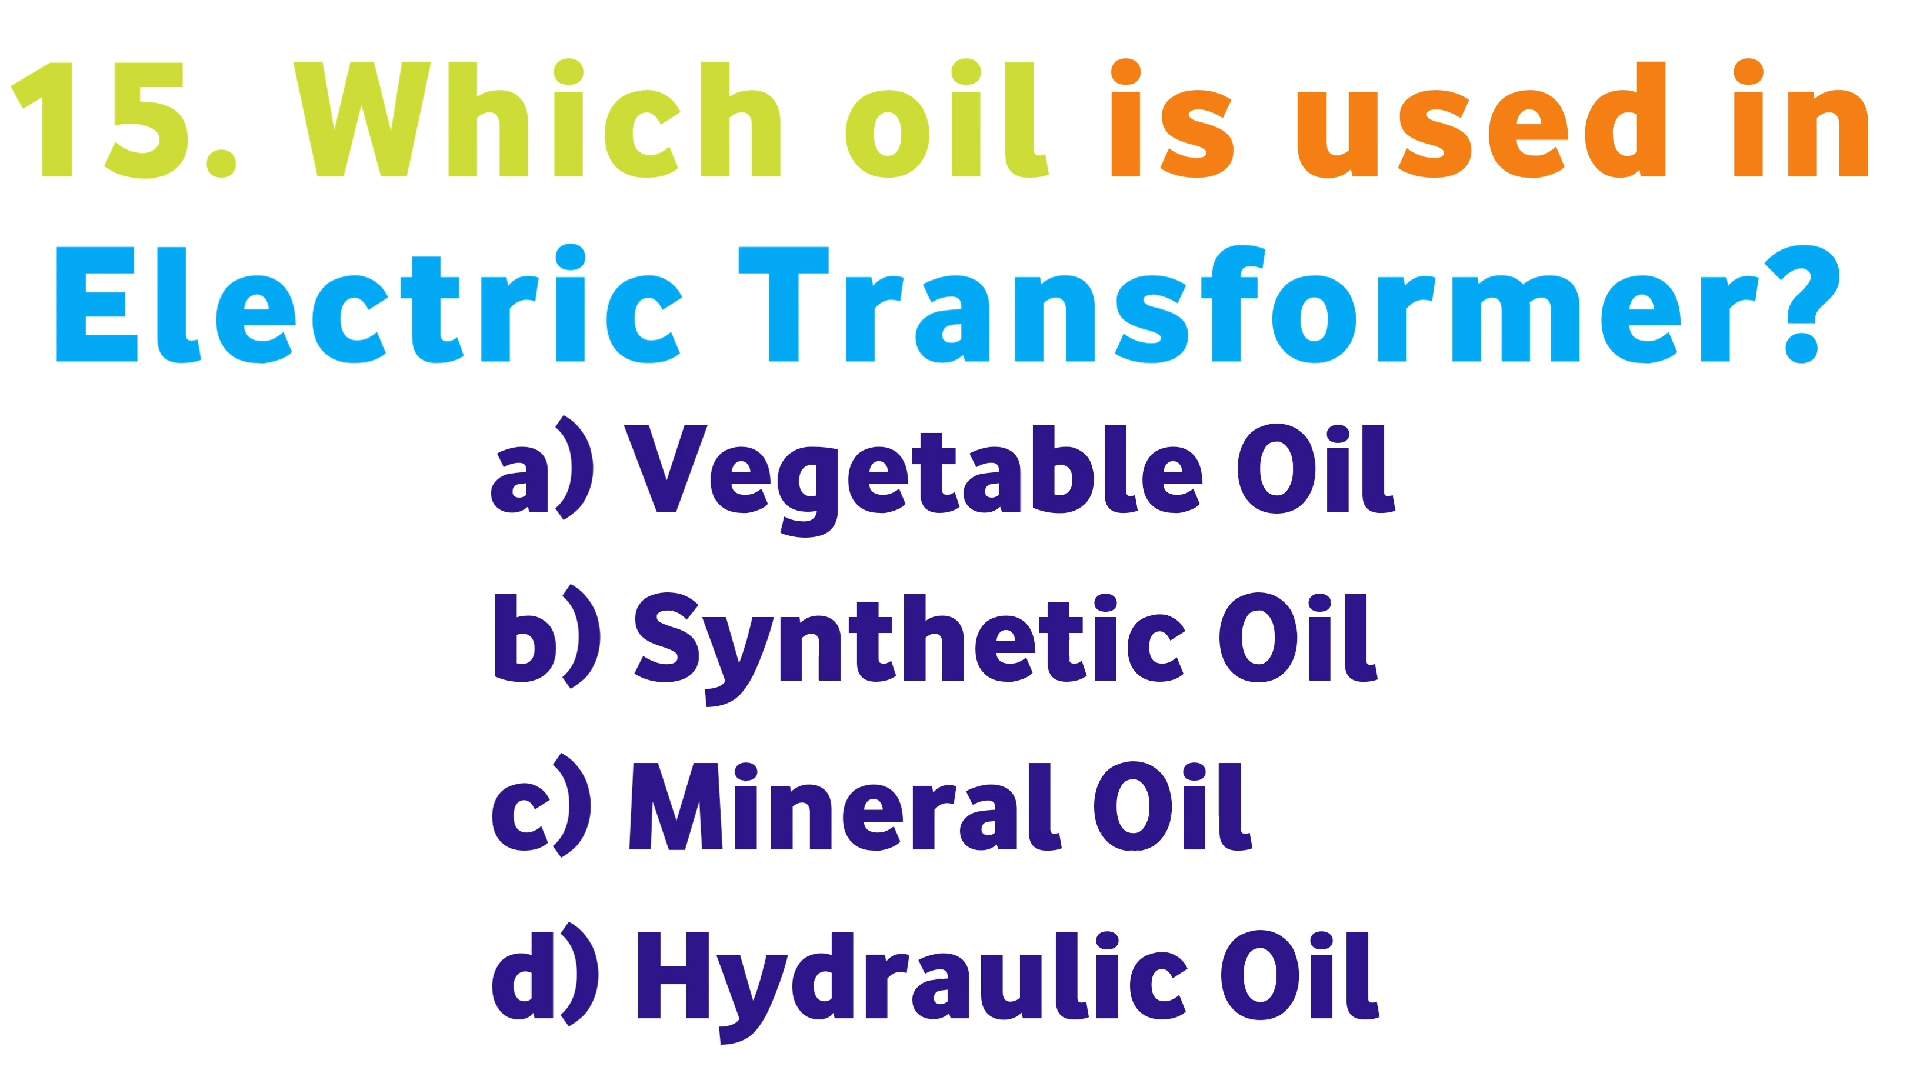 15. Which oil is used in
Electric Transformer?
a) Vegetable Oil
b) Synthetic Oil
c) Mineral Oil
d) Hydraulic Oil